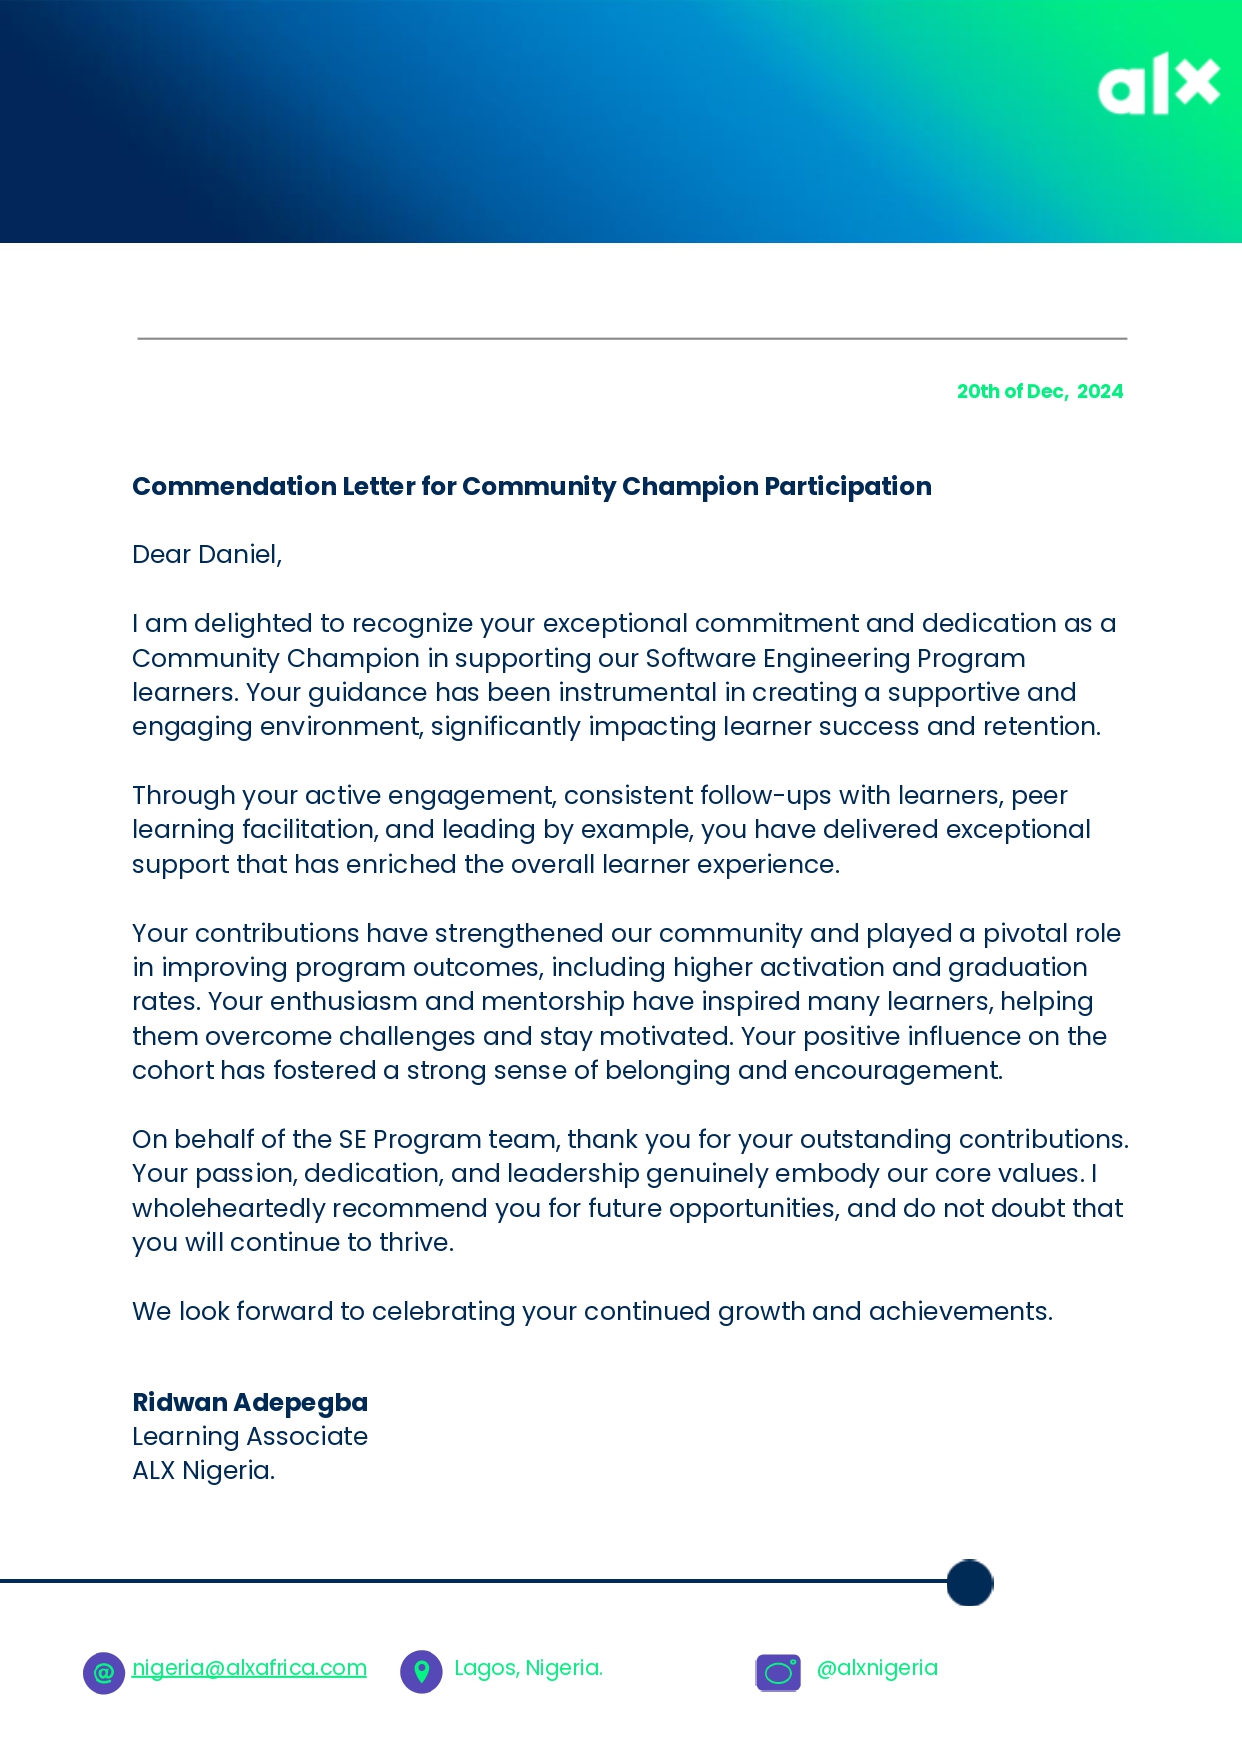 alx
20th of Dec, 2024
Commendation Letter for Community Champion Participation
Dear Daniel,
I am delighted to recognize your exceptional commitment and dedication as a
Community Champion in supporting our Software Engineering Program
learners. Your guidance has been instrumental in creating a supportive and
engaging environment, significantly impacting learner success and retention.
Through your active engagement, consistent follow-ups with learners, peer
learning facilitation, and leading by example, you have delivered exceptional
support that has enriched the overall learner experience.
Your contributions have strengthened our community and played a pivotal role
in improving program outcomes, including higher activation and graduation
rates. Your enthusiasm and mentorship have inspired many learners, helping
them overcome challenges and stay motivated. Your positive influence on the
cohort has fostered a strong sense of belonging and encouragement.
On behalf of the SE Program team, thank you for your outstanding contributions.
Your passion, dedication, and leadership genuinely embody our core values. I
wholeheartedly recommend you for future opportunities, and do not doubt that
you will continue to thrive.
We look forward to celebrating your continued growth and achievements.
Ridwan Adepegba
Learning Associate
ALX Nigeria.
@ nigeria@alxafrica.com Lagos, Nigeria. @alxnigeria